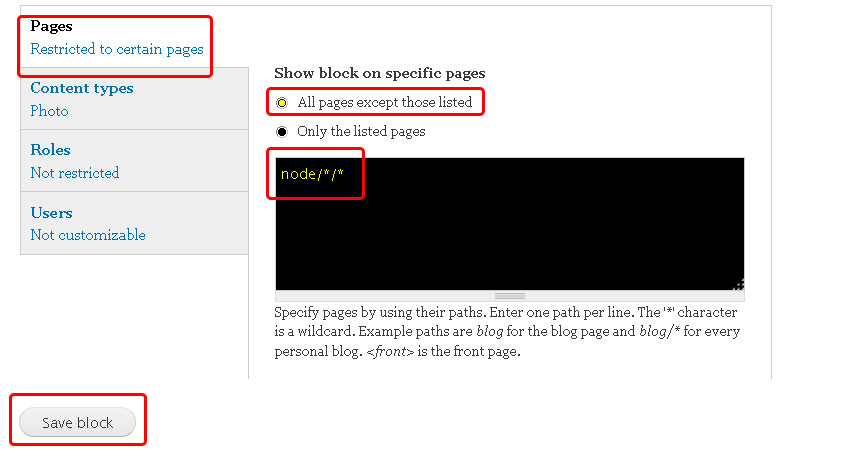 Pages
Restricted to certain pages
Content types
Photo
Roles
Not restricted
Users
Not customizable
Show block on specific pages
All pages except those listed
Only the listed pages
node/*/*
Specify pages by using their paths. Enter one path per line. The '*' character
is a wildcard. Example paths are blog for the blog page and blog/* for every
personal blog. <front> is the front page.
Save block